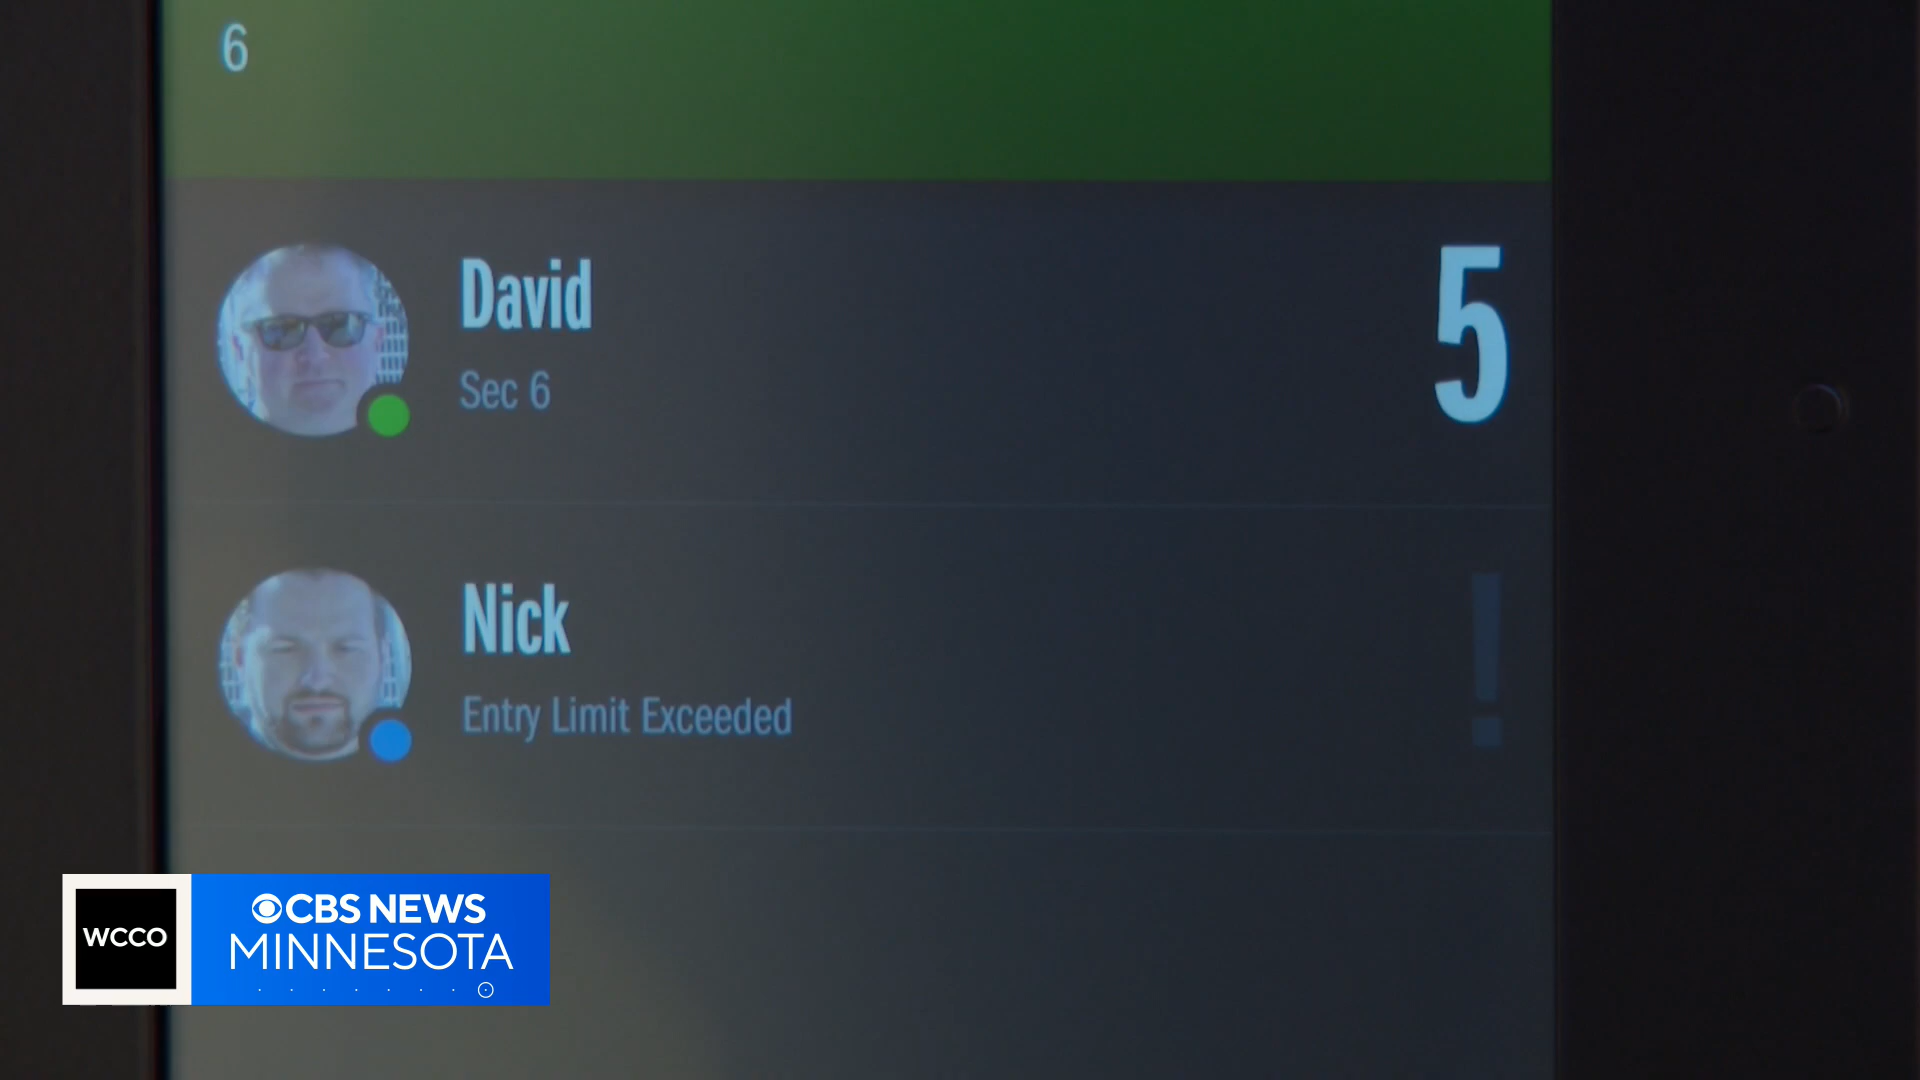 6
David
Sec 6
5
Nick
Entry Limit Exceeded
!
WCCO
CBS NEWS
MINNESOTA